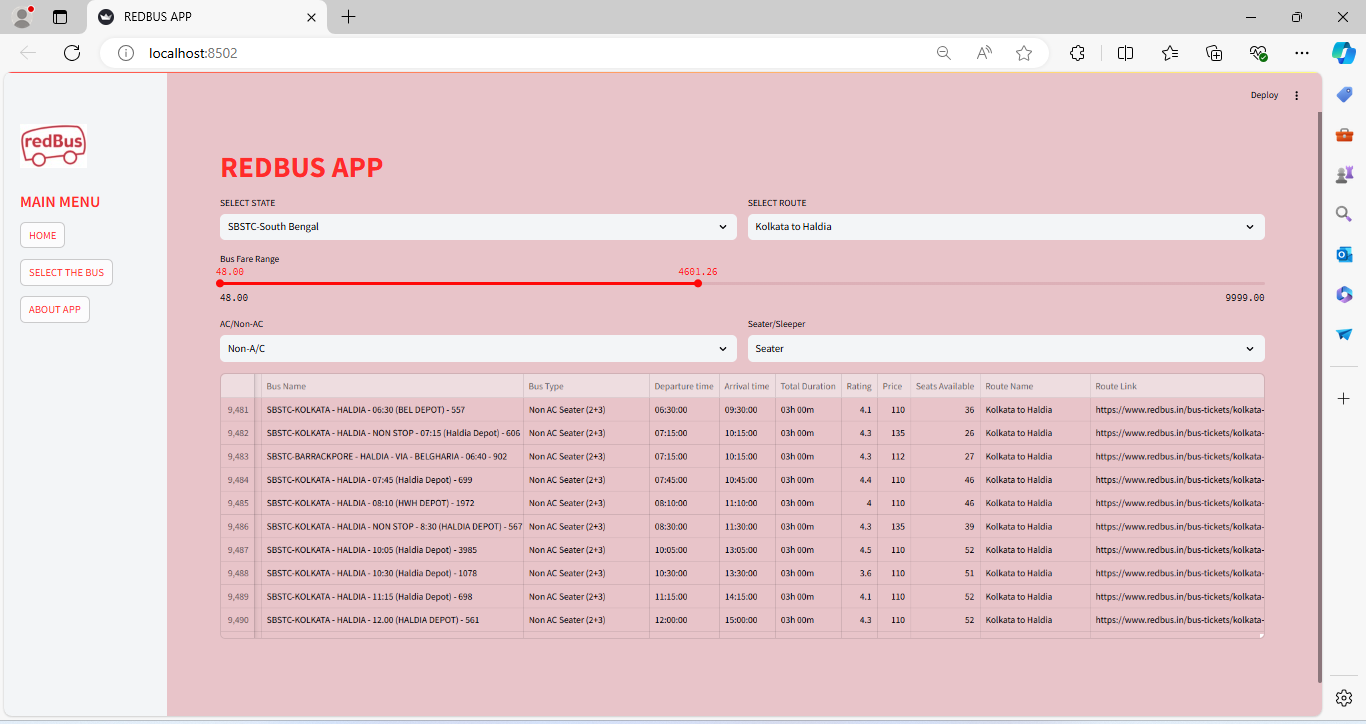 REDBUS APP
localhost:8502
Deploy
redBus
MAIN MENU
HOME
SELECT THE BUS
ABOUT APP
REDBUS APP
SELECT STATE SELECT ROUTE
SBSTC-South Bengal Kolkata to Haldia
Bus Fare Range
48.00 4601.26
48.00 9999.00
AC/Non-AC Seater/Sleeper
Non-A/C Seater
Bus Name Bus Type Departure time Arrival time Total Duration Rating Price Seats Available Route Name Route Link
9,481 SBSTC-KOLKATA - HALDIA - 06:30 (BEL DEPOT) - 557 Non AC Seater (2+3) 06:30:00 09:30:00 03h 00m 4.1 110 36 Kolkata to Haldia https://www.redbus.in/bus-tickets/kolkata-
9,482 SBSTC-KOLKATA - HALDIA - NON STOP - 07:15 (Haldia Depot) - 606 Non AC Seater (2+3) 07:15:00 10:15:00 03h 00m 4.3 135 26 Kolkata to Haldia https://www.redbus.in/bus-tickets/kolkata-
9,483 SBSTC-BARRACKPORE - HALDIA - VIA - BELGHARIA - 06:40 - 902 Non AC Seater (2+3) 07:15:00 10:15:00 03h 00m 4.3 112 27 Kolkata to Haldia https://www.redbus.in/bus-tickets/kolkata-
9,484 SBSTC-KOLKATA - HALDIA - 07:45 (Haldia Depot) - 699 Non AC Seater (2+3) 07:45:00 10:45:00 03h 00m 4.4 110 46 Kolkata to Haldia https://www.redbus.in/bus-tickets/kolkata-
9,485 SBSTC-KOLKATA - HALDIA - 08:10 (HWH DEPOT) - 1972 Non AC Seater (2+3) 08:10:00 11:10:00 03h 00m 4 110 46 Kolkata to Haldia https://www.redbus.in/bus-tickets/kolkata-
9,486 SBSTC-KOLKATA - HALDIA - NON STOP - 8:30 (HALDIA DEPOT) - 567 Non AC Seater (2+3) 08:30:00 11:30:00 03h 00m 4.3 135 39 Kolkata to Haldia https://www.redbus.in/bus-tickets/kolkata-
9,487 SBSTC-KOLKATA - HALDIA - 10:05 (Haldia Depot) - 3985 Non AC Seater (2+3) 10:05:00 13:05:00 03h 00m 4.5 110 52 Kolkata to Haldia https://www.redbus.in/bus-tickets/kolkata-
9,488 SBSTC-KOLKATA - HALDIA - 10:30 (Haldia Depot) - 1078 Non AC Seater (2+3) 10:30:00 13:30:00 03h 00m 3.6 110 51 Kolkata to Haldia https://www.redbus.in/bus-tickets/kolkata-
9,489 SBSTC-KOLKATA - HALDIA - 11:15 (Haldia Depot) - 698 Non AC Seater (2+3) 11:15:00 14:15:00 03h 00m 4.1 110 52 Kolkata to Haldia https://www.redbus.in/bus-tickets/kolkata-
9,490 SBSTC-KOLKATA - HALDIA - 12.00 (HALDIA DEPOT) - 561 Non AC Seater (2+3) 12:00:00 15:00:00 03h 00m 4.3 110 52 Kolkata to Haldia https://www.redbus.in/bus-tickets/kolkata-